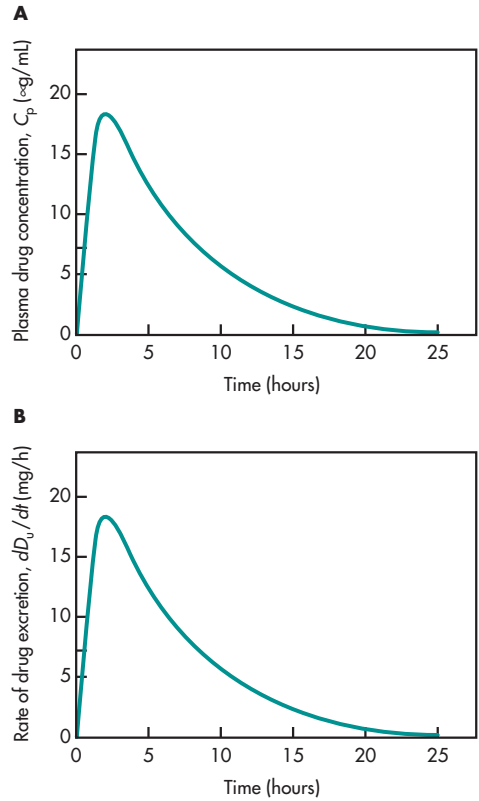 A
Plasma drug concentration, Cp (∝g/mL)
20
15
10
5
0
0 5 10 15 20 25
Time (hours)
B
Rate of drug excretion, dDu/dt (mg/h)
20
15
10
5
0
0 5 10 15 20 25
Time (hours)